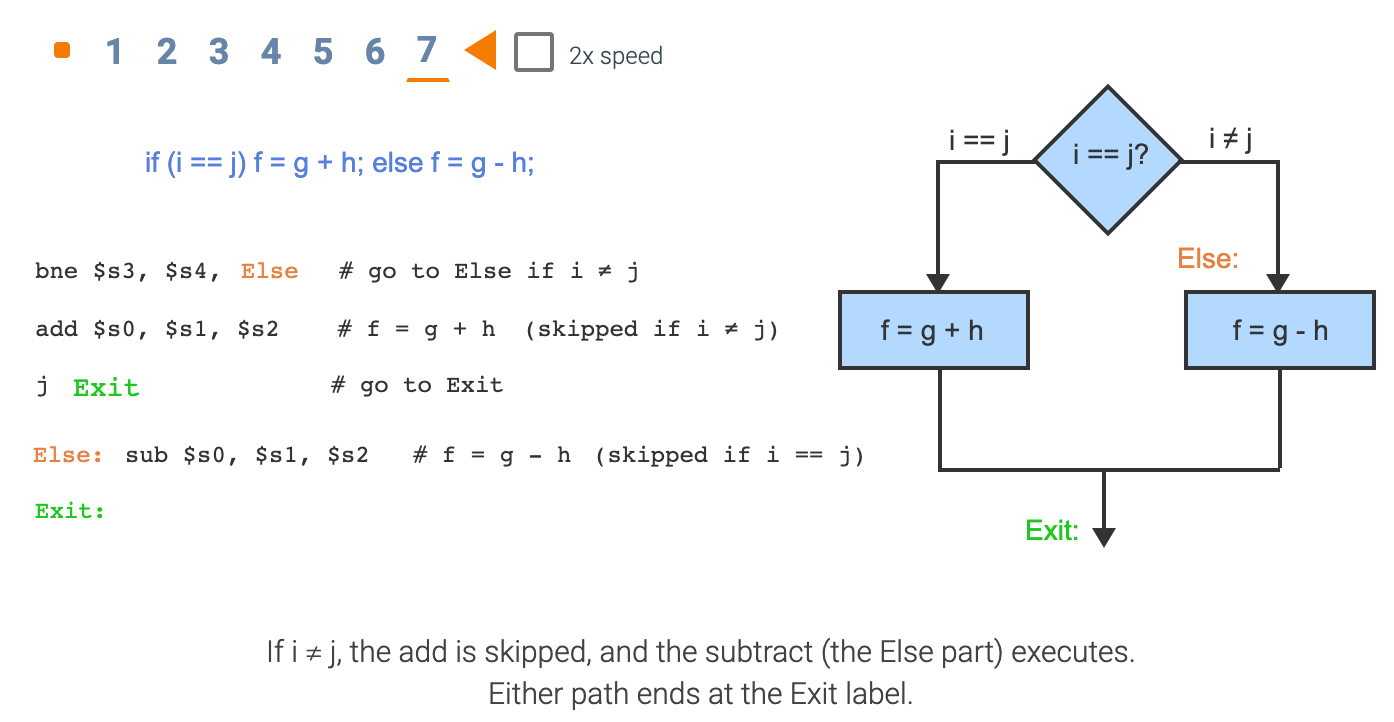 1 2 3 4 5 6 7 2x speed
if (i == j) f = g + h; else f = g - h;
bne $s3, $s4, Else # go to Else if i ≠ j
add $s0, $s1, $s2 # f = g + h (skipped if i ≠ j)
j Exit # go to Exit
Else: sub $s0, $s1, $s2 # f = g - h (skipped if i == j)
Exit:
i == j
i == j?
i ≠ j
Else:
f = g + h
f = g - h
Exit:
If i ≠ j, the add is skipped, and the subtract (the Else part) executes.
Either path ends at the Exit label.